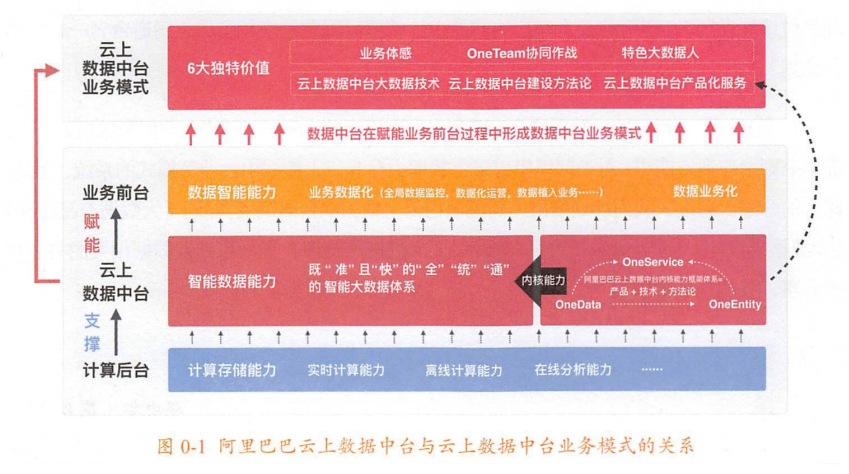 云上
数据中台
业务模式
6大独特价值
业务体感 OneTeam协同作战 特色大数据人
云上数据中台大数据技术 云上数据中台建设方法论 云上数据中台产品化服务
数据中台在赋能业务前台过程中形成数据中台业务模式
业务前台
数据智能能力
业务数据化（全局数据监控，数据化运营，数据植入业务……）
数据业务化
赋
能
云上
数据中台
智能数据能力
既“准”且“快”的“全”“统”“通”
的 智能大数据体系
内核能力
OneService
阿里巴巴云上数据中台内核能力框架体系=
产品 + 技术 + 方法论
OneData OneEntity
支
撑
计算后台
计算存储能力
实时计算能力 离线计算能力 在线分析能力 ……
图 0-1 阿里巴巴云上数据中台与云上数据中台业务模式的关系